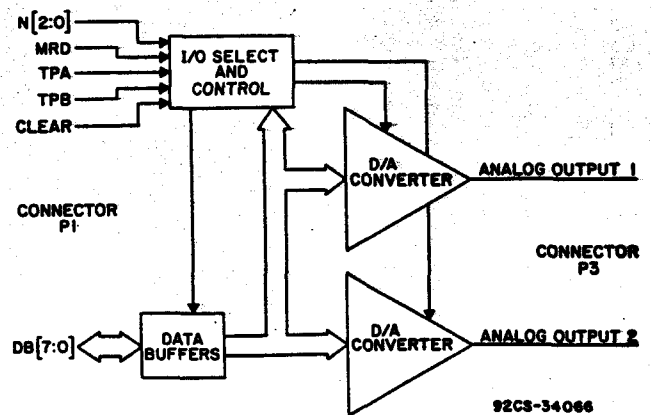 N[2:0]
MRD
TPA
TPB
CLEAR
I/O SELECT
AND
CONTROL
D/A
CONVERTER
ANALOG OUTPUT 1
CONNECTOR
P1
CONNECTOR
P3
DB[7:0]
DATA
BUFFERS
D/A
CONVERTER
ANALOG OUTPUT 2
92CS-34066